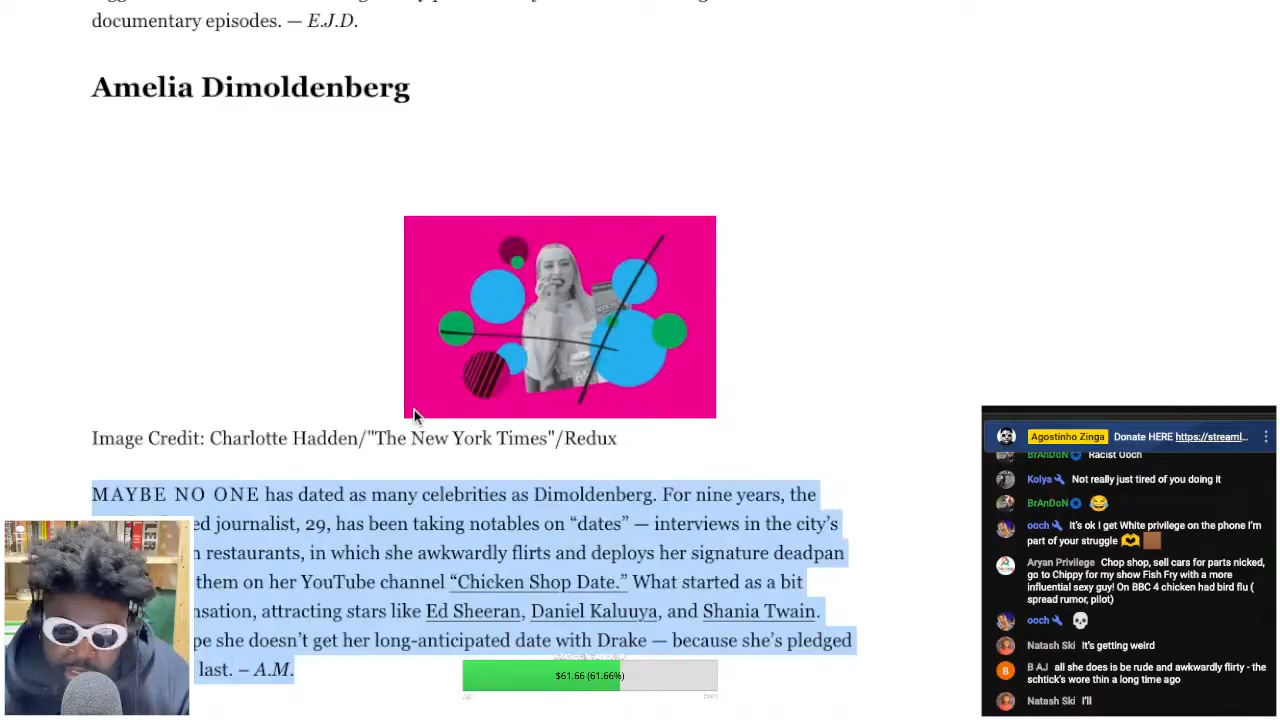 documentary episodes. — E.J.D.
Amelia Dimoldenberg
Image Credit: Charlotte Hadden/"The New York Times"/Redux
MAYBE NO ONE has dated as many celebrities as Dimoldenberg. For nine years, the
ed journalist, 29, has been taking notables on “dates” — interviews in the city’s
restaurants, in which she awkwardly flirts and deploys her signature deadpan
them on her YouTube channel “Chicken Shop Date.” What started as a bit
nsation, attracting stars like Ed Sheeran, Daniel Kaluuya, and Shania Twain.
pe she doesn’t get her long-anticipated date with Drake — because she’s pledged
last. – A.M.
$61.66 (61.66%)
Agostinho Zinga Donate HERE https://streaml...
BrAnDoN Racist Ooch
Kolya Not really just tired of you doing it
BrAnDoN 😂
ooch It's ok I get White privilege on the phone I'm
part of your struggle 🫶🏾 🟫
Aryan Privilege Chop shop, sell cars for parts nicked,
go to Chippy for my show Fish Fry with a more
influential sexy guy! On BBC 4 chicken had bird flu (
spread rumor, pilot)
ooch 💀
Natash Ski It's getting weird
B AJ all she does is be rude and awkwardly flirty - the
schtick's wore thin a long time ago
Natash Ski I'll